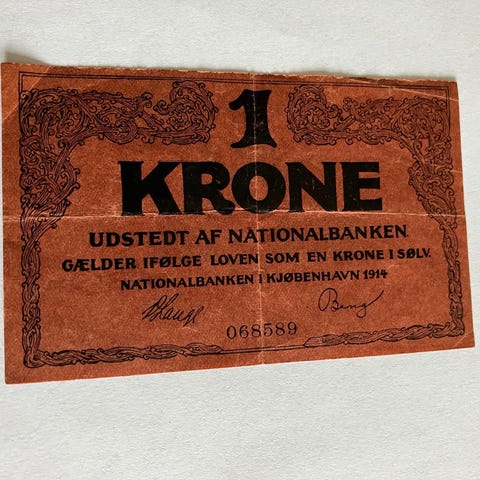 1
KRONE
UDSTEDT AF NATIONALBANKEN
GÆLDER IFØLGE LOVEN SOM EN KRONE I SØLV.
NATIONALBANKEN I KJØBENHAVN 1914
068589